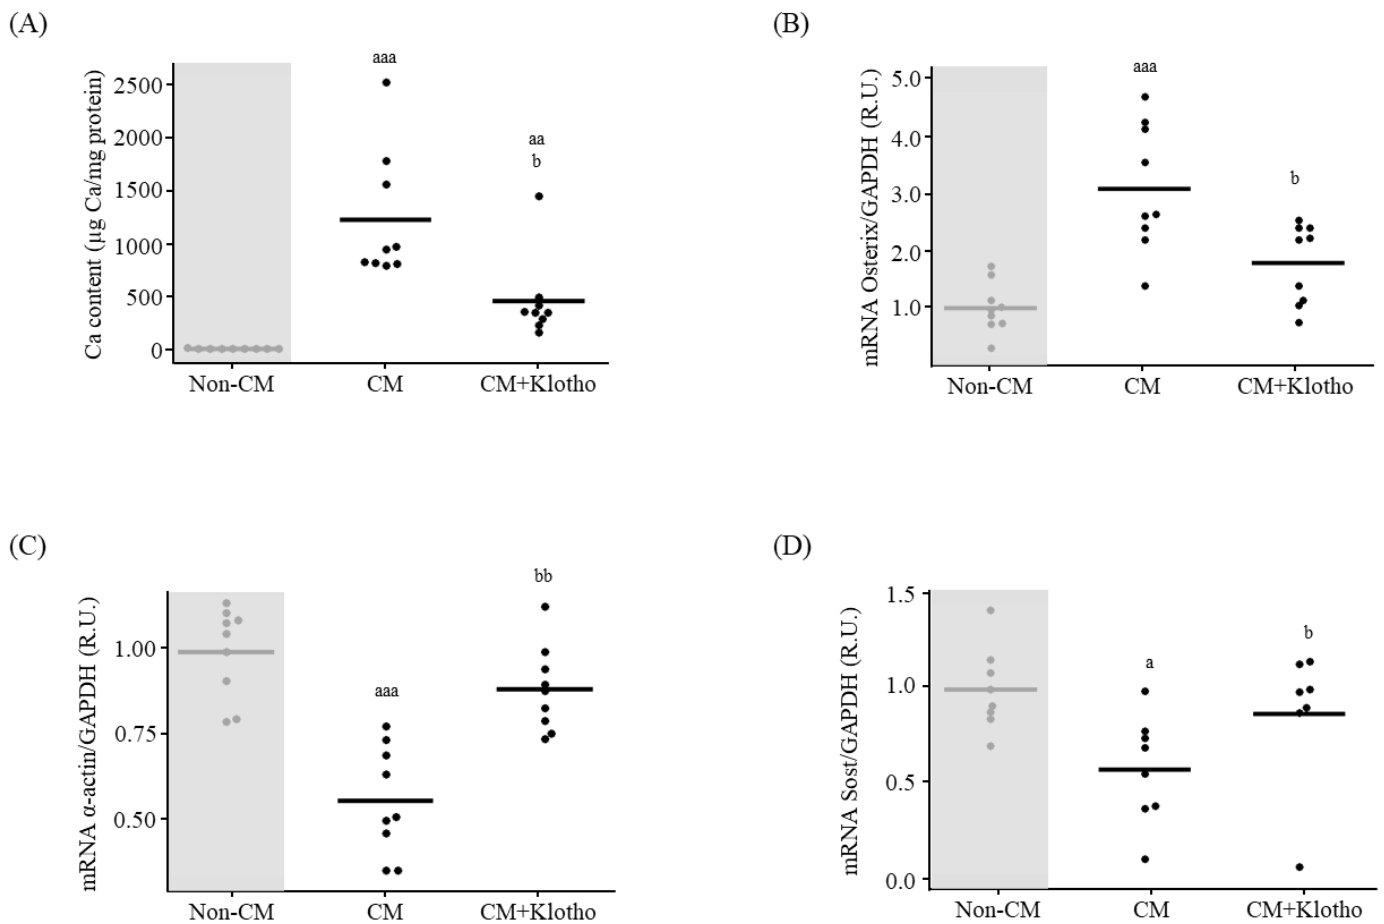 (A)
Ca content (µg Ca/mg protein)
2500
2000
1500
1000
500
0
aaa
aa
b
Non-CM
CM
CM+Klotho
(B)
mRNA Osterix/GAPDH (R.U.)
5.0
4.0
3.0
2.0
1.0
aaa
b
Non-CM
CM
CM+Klotho
(C)
mRNA α-actin/GAPDH (R.U.)
1.00
0.75
0.50
aaa
bb
Non-CM
CM
CM+Klotho
(D)
mRNA Sost/GAPDH (R.U.)
1.5
1.0
0.5
0.0
a
b
Non-CM
CM
CM+Klotho